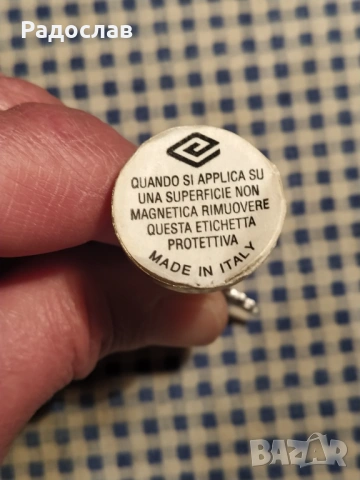 Радослав
QUANDO SI APPLICA SU
UNA SUPERFICIE NON
MAGNETICA RIMUOVERE
QUESTA ETICHETTA
PROTETTIVA
MADE IN ITALY
BAZAR